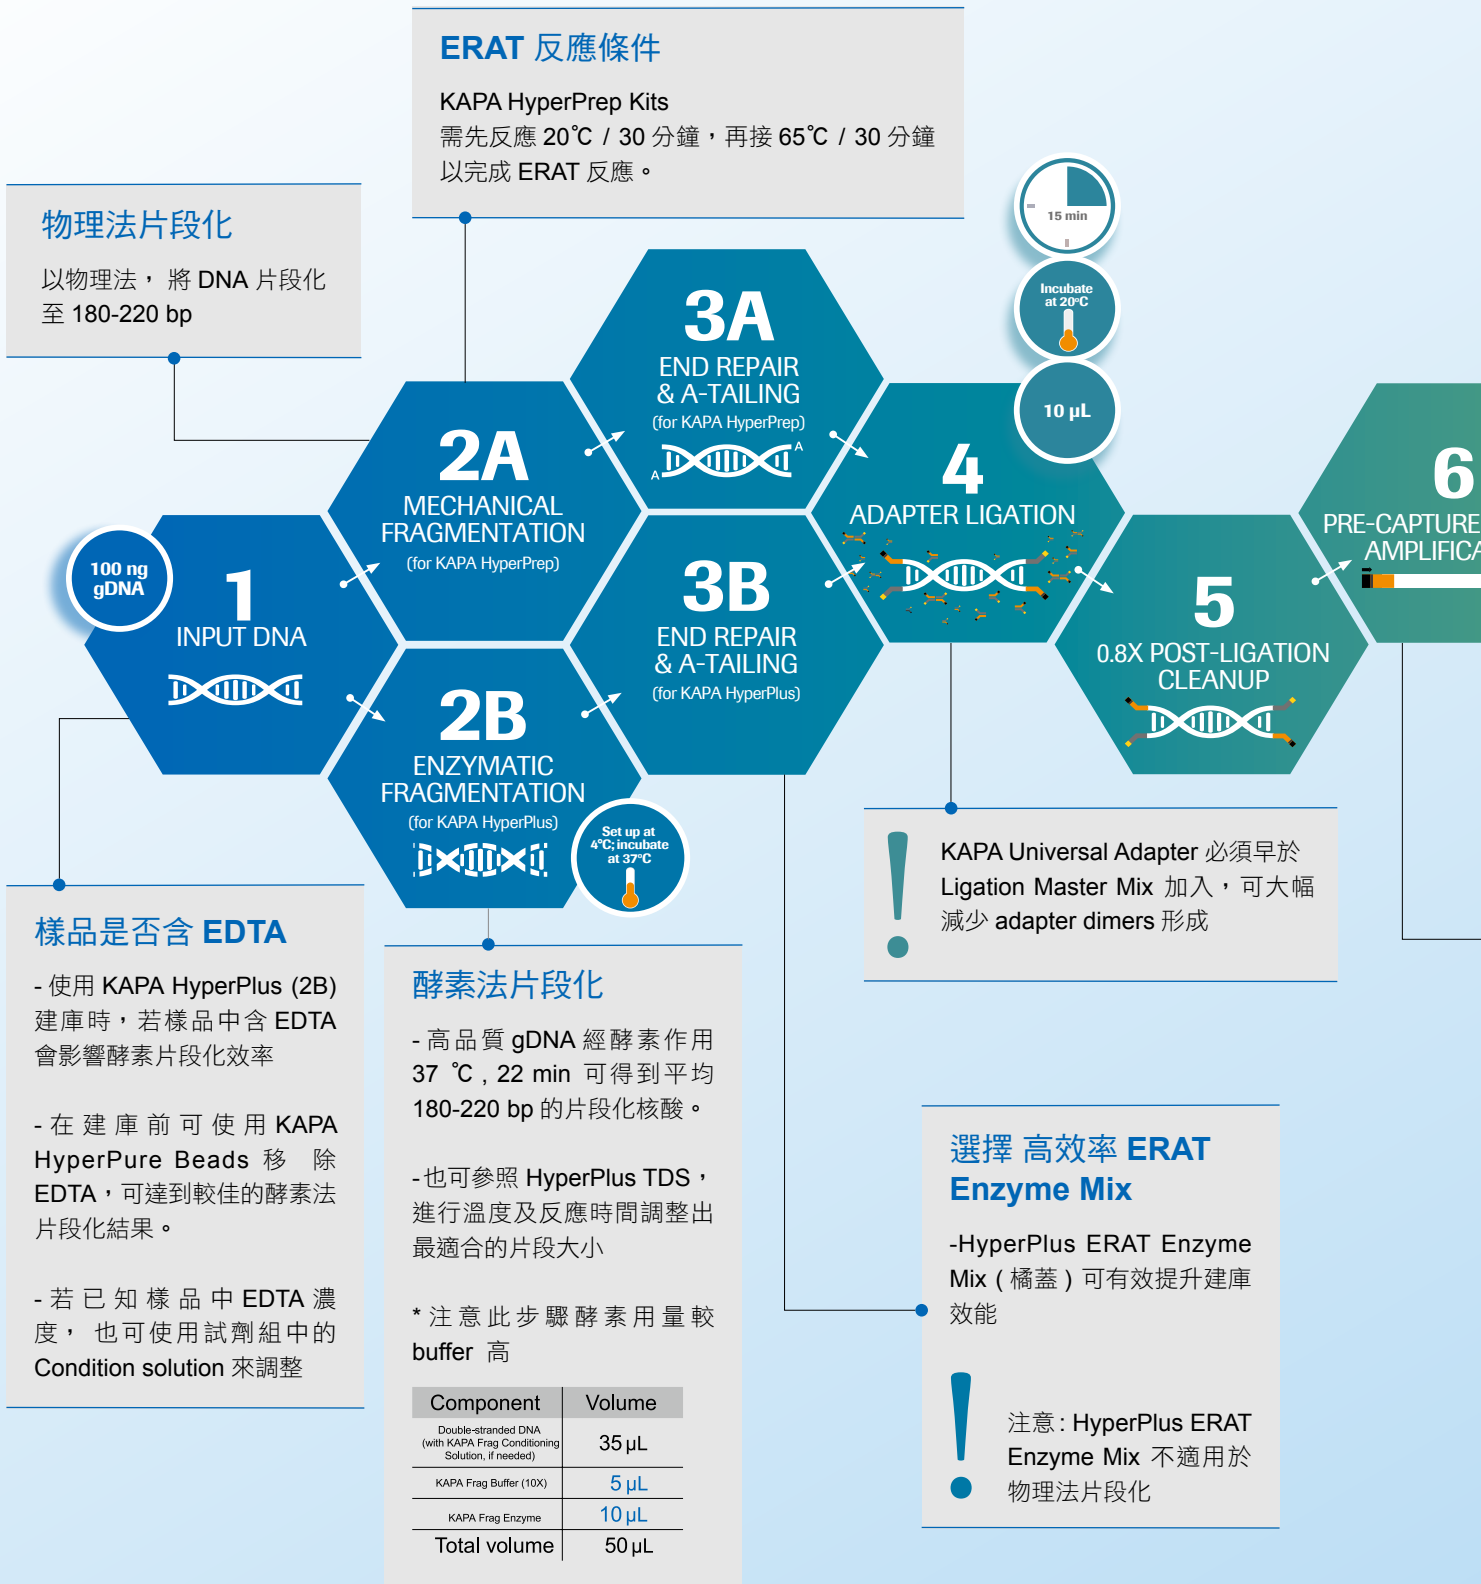 ERAT 反應條件
KAPA HyperPrep Kits
需先反應 20℃ / 30 分鐘，再接 65℃ / 30 分鐘
以完成 ERAT 反應。
物理法片段化
以物理法， 將 DNA 片段化
至 180-220 bp
15 min
Incubate
at 20°C
10 µL
3A
END REPAIR
& A-TAILING
(for KAPA HyperPrep)
A
A
2A
MECHANICAL
FRAGMENTATION
(for KAPA HyperPrep)
4
ADAPTER LIGATION
6
PRE-CAPTURE
AMPLIFICA
100 ng
gDNA
1
INPUT DNA
3B
END REPAIR
& A-TAILING
(for KAPA HyperPlus)
5
0.8X POST-LIGATION
CLEANUP
2B
ENZYMATIC
FRAGMENTATION
(for KAPA HyperPlus)
Set up at
4°C; incubate
at 37°C
!
KAPA Universal Adapter 必須早於
Ligation Master Mix 加入，可大幅
減少 adapter dimers 形成
樣品是否含 EDTA
- 使用 KAPA HyperPlus (2B)
建庫時，若樣品中含 EDTA
會影響酵素片段化效率
- 在建庫前可使用 KAPA
HyperPure Beads 移 除
EDTA，可達到較佳的酵素法
片段化結果。
- 若已知樣品中 EDTA 濃
度， 也可使用試劑組中的
Condition solution 來調整
酵素法片段化
- 高品質 gDNA 經酵素作用
37 ℃ , 22 min 可得到平均
180-220 bp 的片段化核酸。
-也可參照 HyperPlus TDS，
進行溫度及反應時間調整出
最適合的片段大小
* 注意此步驟酵素用量較
buffer 高
Component Volume
Double-stranded DNA
(with KAPA Frag Conditioning
Solution, if needed) 35 µL
KAPA Frag Buffer (10X) 5 µL
KAPA Frag Enzyme 10 µL
Total volume 50 µL
選擇 高效率 ERAT
Enzyme Mix
-HyperPlus ERAT Enzyme
Mix ( 橘蓋 ) 可有效提升建庫
效能
!
注意 : HyperPlus ERAT
Enzyme Mix 不適用於
物理法片段化